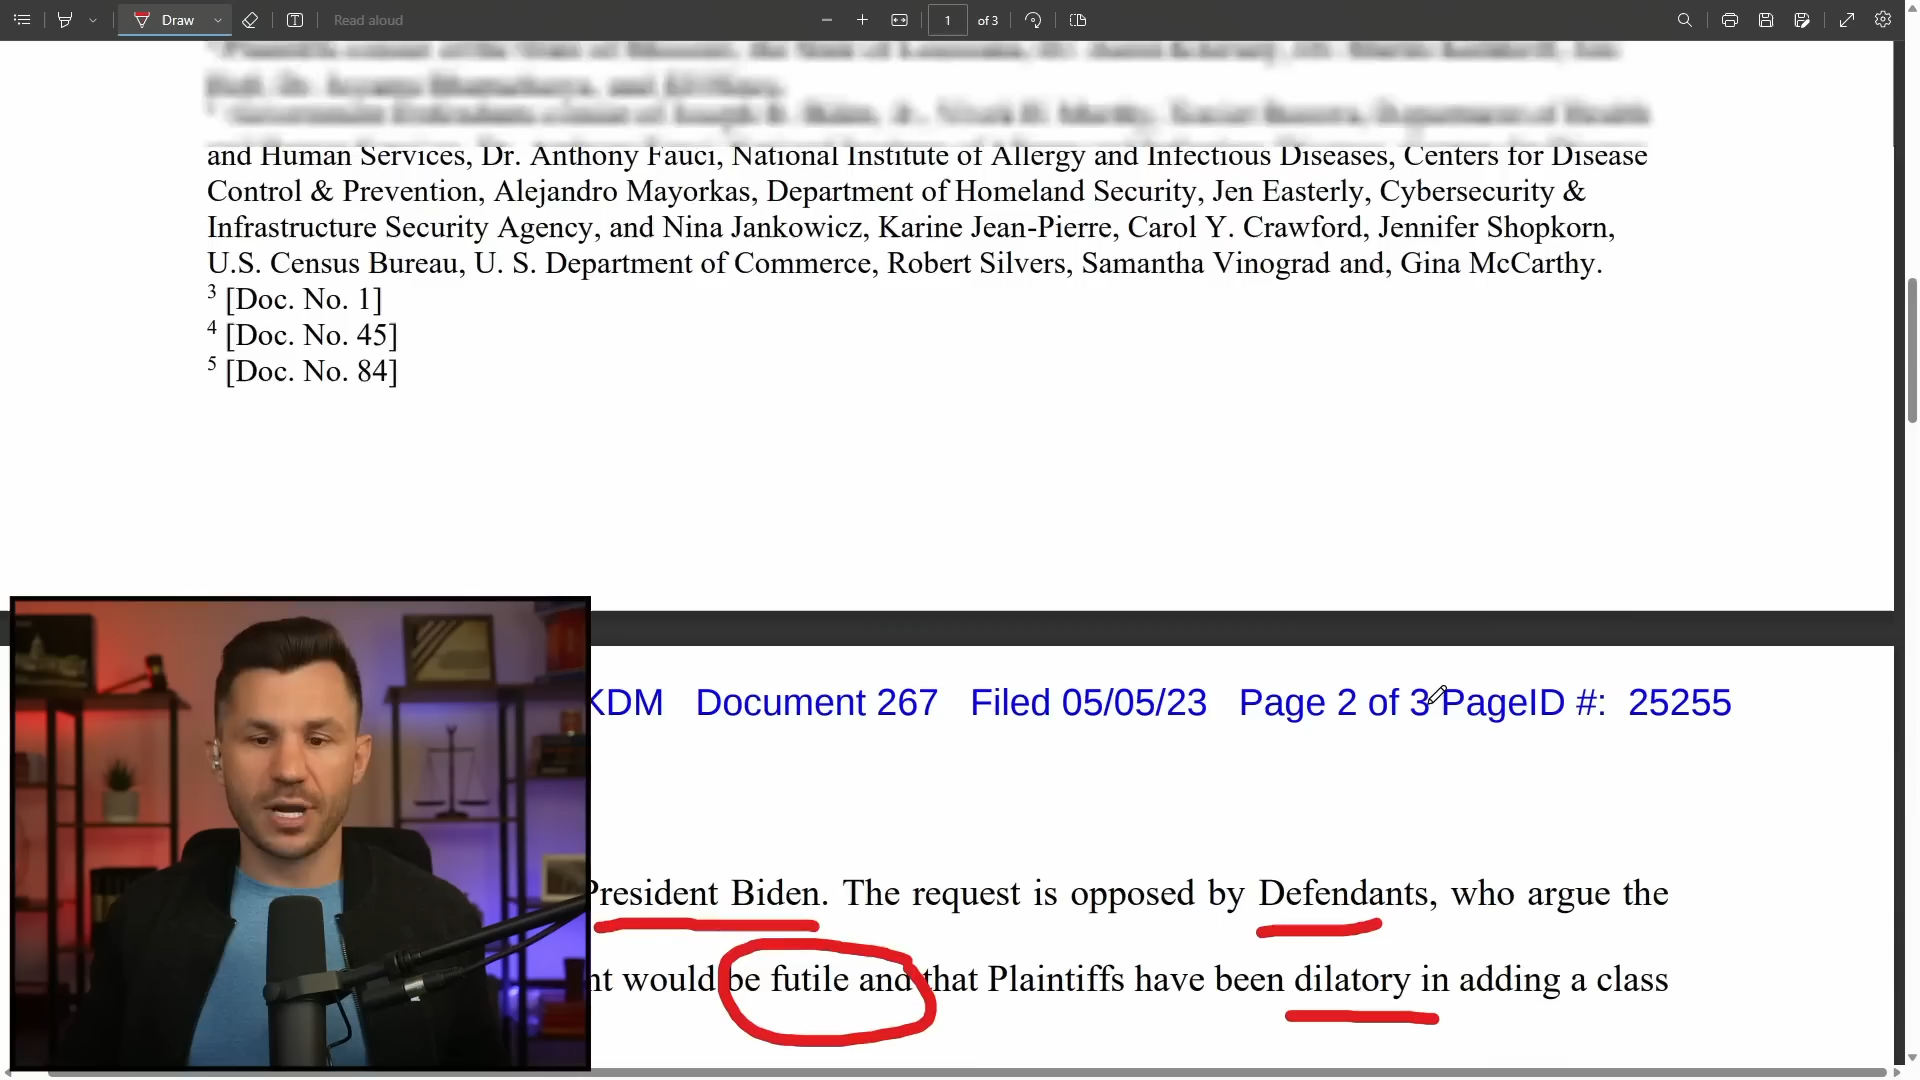 Draw Read aloud 1 of 3
and Human Services, Dr. Anthony Fauci, National Institute of Allergy and Infectious Diseases, Centers for Disease
Control & Prevention, Alejandro Mayorkas, Department of Homeland Security, Jen Easterly, Cybersecurity &
Infrastructure Security Agency, and Nina Jankowicz, Karine Jean-Pierre, Carol Y. Crawford, Jennifer Shopkorn,
U.S. Census Bureau, U. S. Department of Commerce, Robert Silvers, Samantha Vinograd and, Gina McCarthy.
3 [Doc. No. 1]
4 [Doc. No. 45]
5 [Doc. No. 84]
KDM Document 267 Filed 05/05/23 Page 2 of 3 PageID #: 25255
President Biden. The request is opposed by Defendants, who argue the
nt would be futile and that Plaintiffs have been dilatory in adding a class